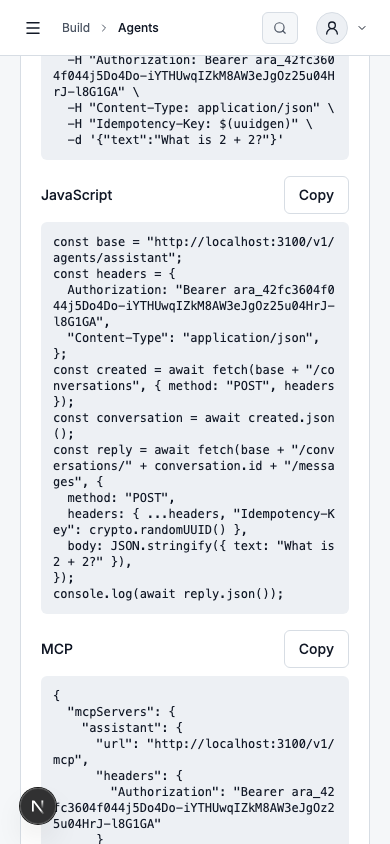 Build > Agents
-H "Authorization: Bearer ara_42fc360
4f044j5Do4Do-iYTHUwqIZkM8AW3eJgOz25u04H
rJ-l8G1GA" \
-H "Content-Type: application/json" \
-H "Idempotency-Key: $(uuidgen)" \
-d '{"text":"What is 2 + 2?"}'
JavaScript
Copy
const base = "http://localhost:3100/v1/
agents/assistant";
const headers = {
Authorization: "Bearer ara_42fc3604f0
44j5Do4Do-iYTHUwqIZkM8AW3eJgOz25u04HrJ-
l8G1GA",
"Content-Type": "application/json",
};
const created = await fetch(base + "/co
nversations", { method: "POST", headers
});
const conversation = await created.json
();
const reply = await fetch(base + "/conv
ersations/" + conversation.id + "/messa
ges", {
method: "POST",
headers: { ...headers, "Idempotency-K
ey": crypto.randomUUID() },
body: JSON.stringify({ text: "What is
2 + 2?" }),
});
console.log(await reply.json());
MCP
Copy
{
"mcpServers": {
"assistant": {
"url": "http://localhost:3100/v1/
mcp",
"headers": {
"Authorization": "Bearer ara_42
fc3604f044j5Do4Do-iYTHUwqIZkM8AW3eJgOz2
5u04HrJ-l8G1GA"
}
N